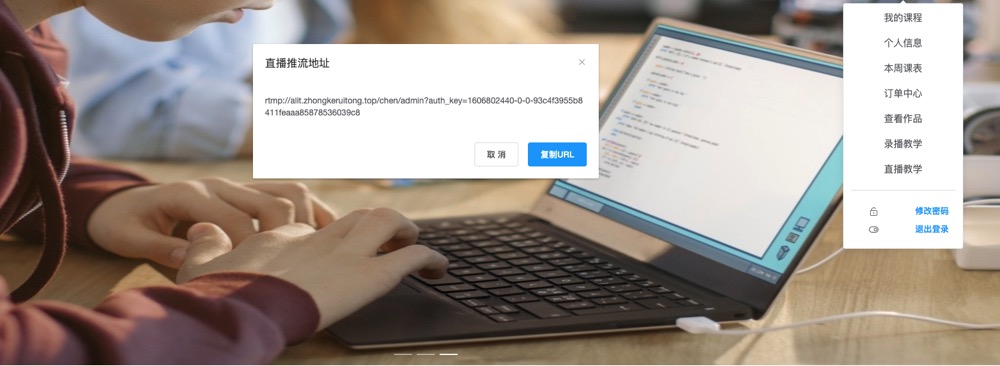 直播推流地址
rtmp://alit.zhongkeruitong.top/chen/admin?auth_key=1606802440-0-0-93c4f3955b8
411feaaa85878536039c8
取 消
复制URL
我的课程
个人信息
本周课表
订单中心
查看作品
录播教学
直播教学
修改密码
退出登录